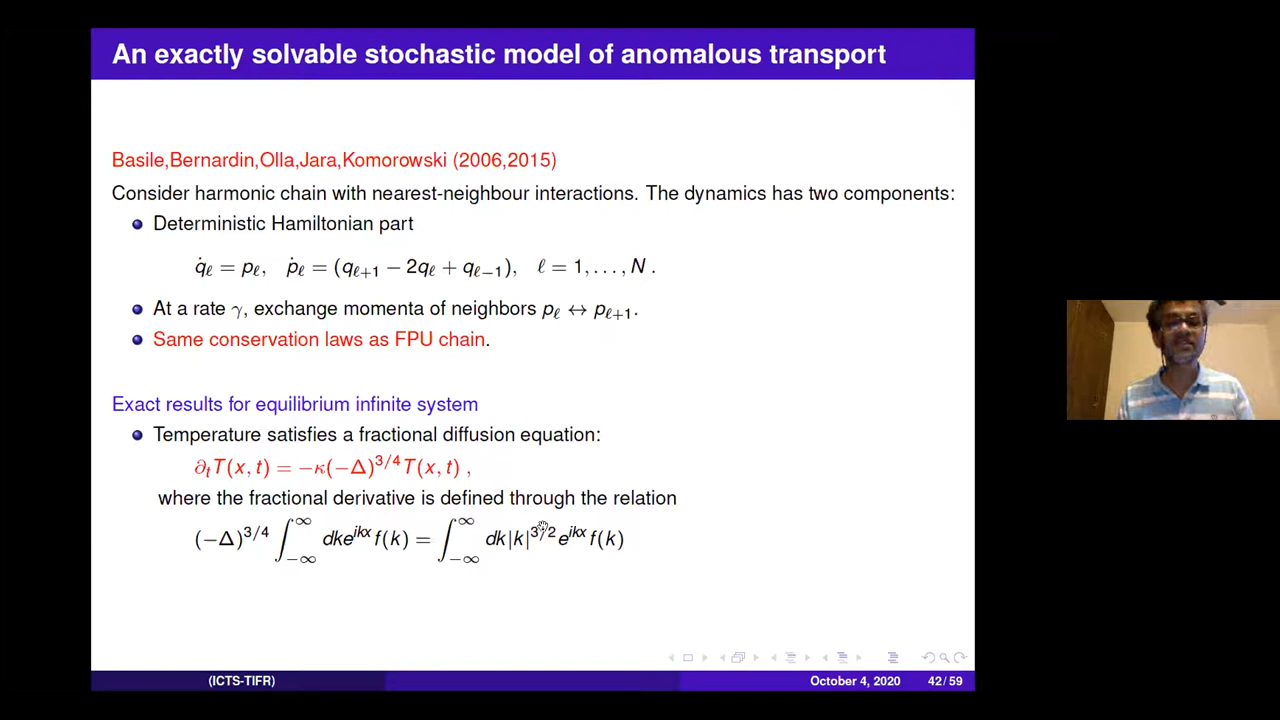 An exactly solvable stochastic model of anomalous transport
Basile,Bernardin,Olla,Jara,Komorowski (2006,2015)
Consider harmonic chain with nearest-neighbour interactions. The dynamics has two components:
Deterministic Hamiltonian part
q̇ℓ = pℓ, ṗℓ = (qℓ+1 − 2qℓ + qℓ−1), ℓ = 1, . . . , N .
At a rate γ, exchange momenta of neighbors pℓ ↔ pℓ+1.
Same conservation laws as FPU chain.
Exact results for equilibrium infinite system
Temperature satisfies a fractional diffusion equation:
∂tT(x, t) = −κ(−Δ)^3/4 T(x, t) ,
where the fractional derivative is defined through the relation
(−Δ)^3/4 ∫_−∞^∞ dke^ikx f(k) = ∫_−∞^∞ dk|k|^3/2 e^ikx f(k)
(ICTS-TIFR) October 4, 2020 42/59